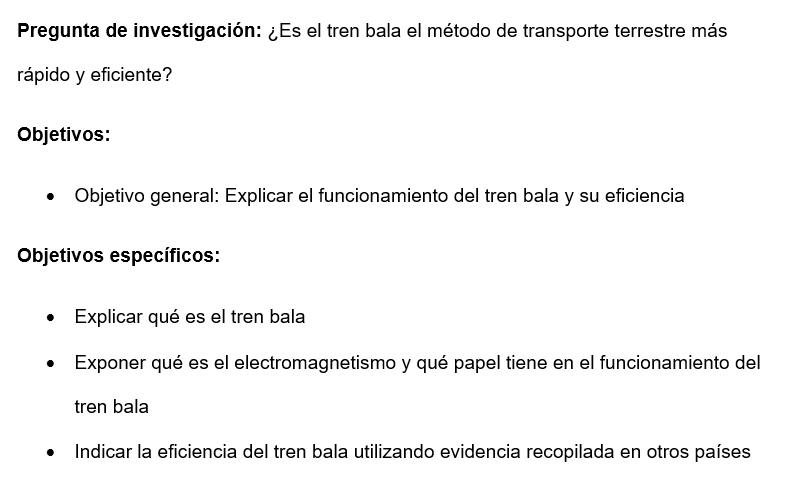 Pregunta de investigación: ¿Es el tren bala el método de transporte terrestre más
rápido y eficiente?
Objetivos:
• Objetivo general: Explicar el funcionamiento del tren bala y su eficiencia
Objetivos específicos:
• Explicar qué es el tren bala
• Exponer qué es el electromagnetismo y qué papel tiene en el funcionamiento del
tren bala
• Indicar la eficiencia del tren bala utilizando evidencia recopilada en otros países